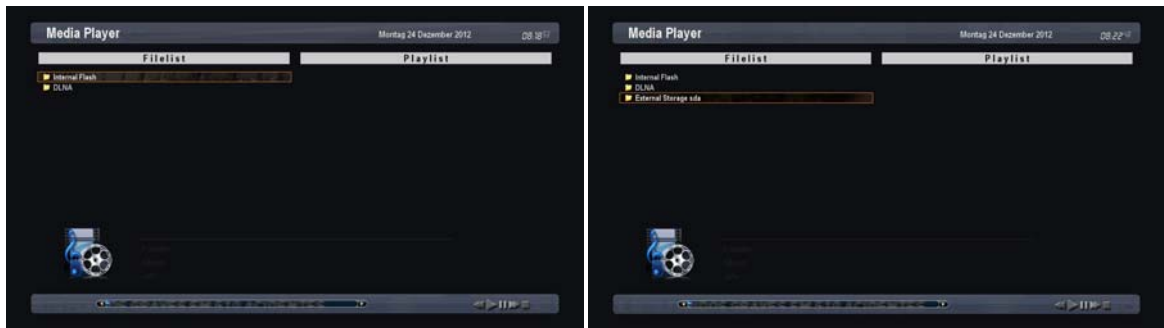 Media Player
Montag 24 Dezember 2012 08.18
Filelist Playlist
Internal Flash
DLNA
Media Player
Montag 24 Dezember 2012 08.22
Filelist Playlist
Internal Flash
DLNA
External Storage sda